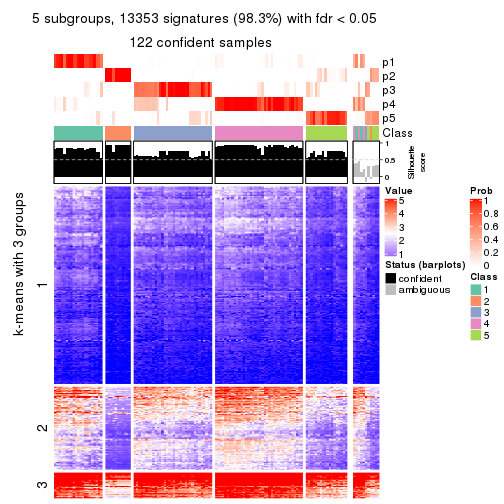 5 subgroups, 13353 signatures (98.3%) with fdr < 0.05
122 confident samples
p1
p2
p3
p4
p5
Class
1
0.5
0
Silhouette
score
k-means with 3 groups
1
2
3
Value
5
4
3
2
1
Status (barplots)
confident
ambiguous
Prob
1
0.8
0.6
0.4
0.2
0
Class
1
2
3
4
5